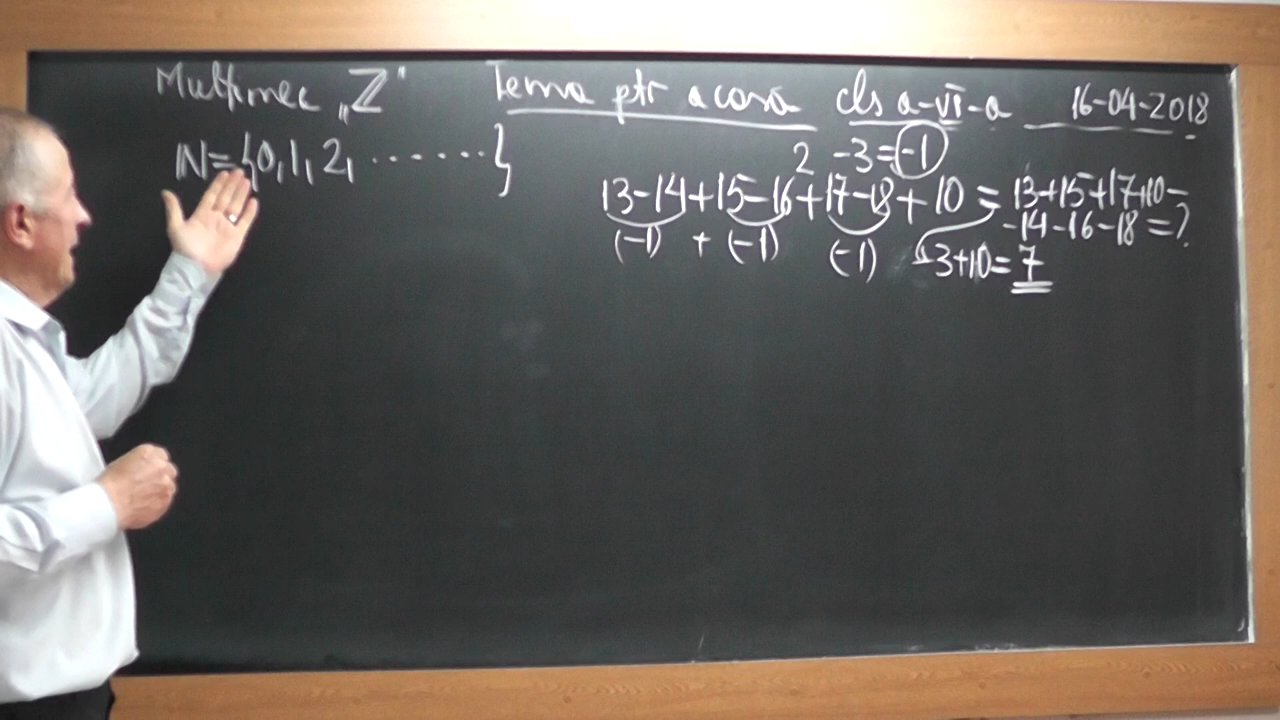 Mulțimea „Z" Tema ptr acasă cls a-VI-a 16-04-2018
N={0,1,2,.......}
2 -3=-1
13-14+15-16+17-18+10 = 13+15+17+10-
-14-16-18=?
(-1) + (-1) (-1) -3+10=7